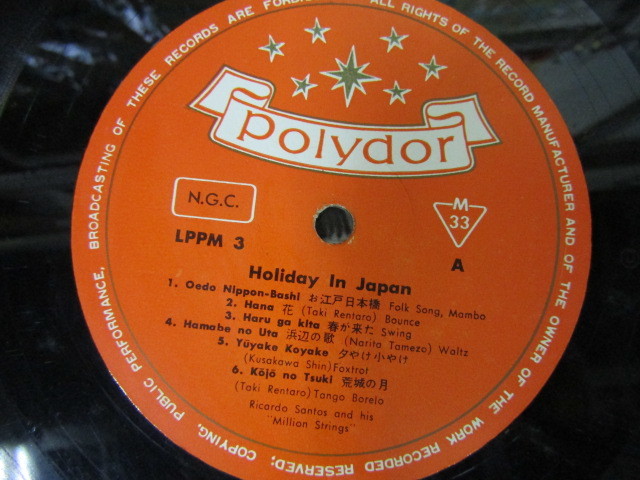 ALL RIGHTS OF THE RECORD MANUFACTURER AND OF THE OWNER OF THE WORK RECORDED RESERVED; COPYING, PUBLIC PERFORMANCE, BROADCASTING OF THESE RECORDS ARE
polydor
N.G.C.
M
33
LPPM 3
A
Holiday In Japan
1. Oedo Nippon-Bashi お江戸日本橋 Folk Song, Mambo
2. Hana 花 (Taki Rentaro) Bounce
3. Haru ga kita 春が来た Swing
4. Hamabe no Uta 浜辺の歌 (Narita Tamezo) Waltz
5. Yūyake Koyake 夕やけ小やけ
(Kusakawa Shin) Foxtrot
6. Kōjō no Tsuki 荒城の月
(Taki Rentaro) Tango Borelo
Ricardo Santos and his
"Million Strings"